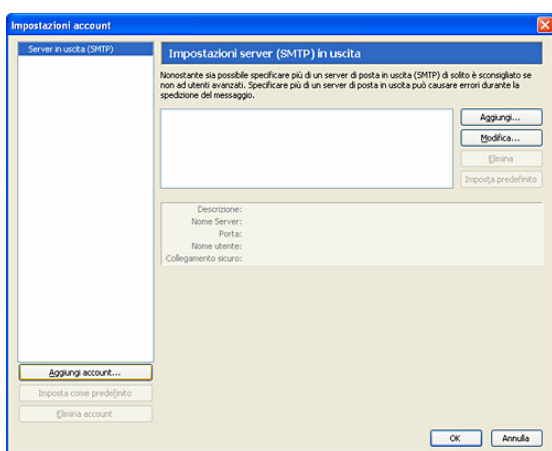 Impostazioni account
Server in uscita (SMTP)
Impostazioni server (SMTP) in uscita
Nonostante sia possibile specificare più di un server di posta in uscita (SMTP) di solito è sconsigliato se
non ad utenti avanzati. Specificare più di un server di posta in uscita può causare errori durante la
spedizione del messaggio.
Aggiungi...
Modifica...
Elimina
Imposta predefinito
Descrizione:
Nome Server:
Porta:
Nome utente:
Collegamento sicuro:
Aggiungi account...
Imposta come predefinito
Elimina account
OK
Annulla